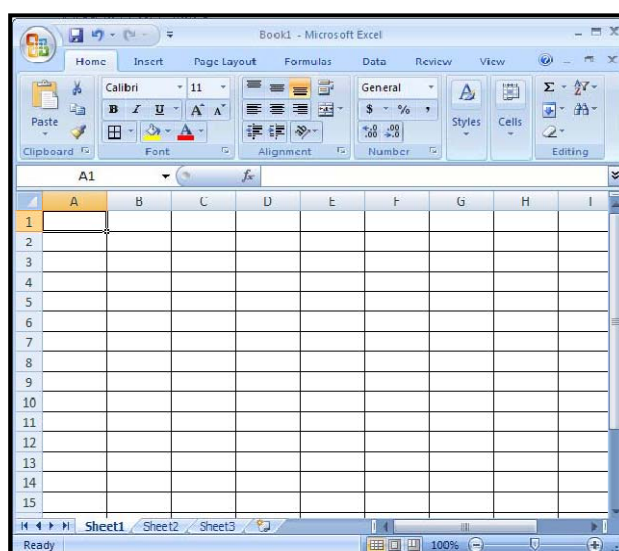 Book1 - Microsoft Excel
Home Insert Page Layout Formulas Data Review View
Calibri 11 General Σ
Paste B I U A A $ % , Styles Cells
A .00 .00
Clipboard Font Alignment Number Editing
A1 fx
A B C D E F G H I
1
2
3
4
5
6
7
8
9
10
11
12
13
14
15
Sheet1 Sheet2 Sheet3
Ready 100%